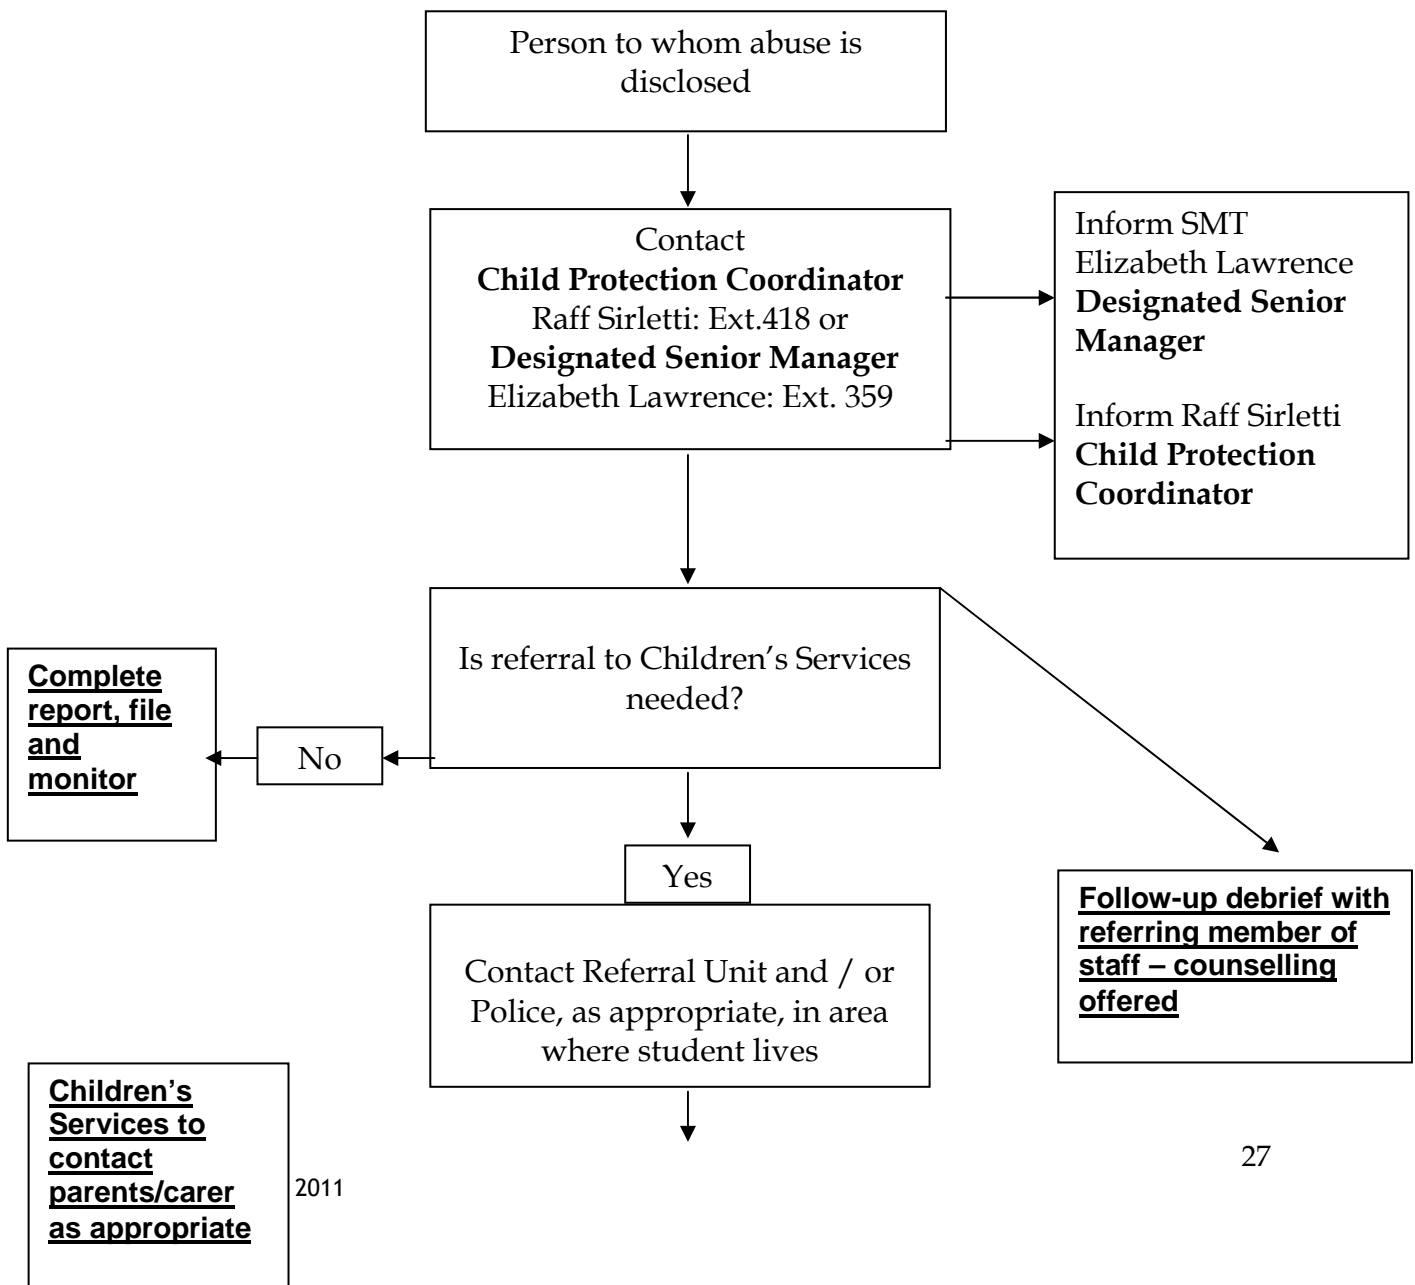 Person to whom abuse is
disclosed
Contact
Child Protection Coordinator
Raff Sirletti: Ext.418 or
Designated Senior Manager
Elizabeth Lawrence: Ext. 359
Inform SMT
Elizabeth Lawrence
Designated Senior
Manager
Inform Raff Sirletti
Child Protection
Coordinator
Is referral to Children’s Services
needed?
No
Complete
report, file
and
monitor
Yes
Contact Referral Unit and / or
Police, as appropriate, in area
where student lives
Follow-up debrief with
referring member of
staff – counselling
offered
Children’s
Services to
contact
parents/carer
as appropriate
2011
27